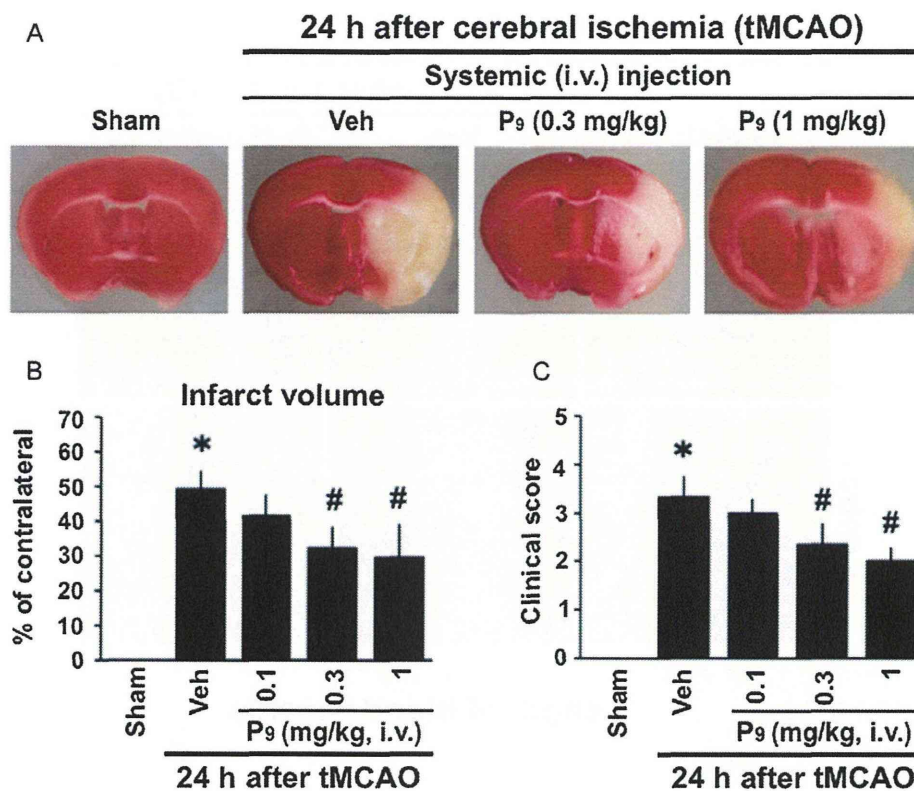 A
24 h after cerebral ischemia (tMCAO)
Systemic (i.v.) injection
Sham Veh P₉ (0.3 mg/kg) P₉ (1 mg/kg)
B
Infarct volume
% of contralateral
70
60
50
40
30
20
10
0
* # #
Sham Veh 0.1 0.3 1
P₉ (mg/kg, i.v.)
24 h after tMCAO
C
Clinical score
5
4
3
2
1
0
* # #
Sham Veh 0.1 0.3 1
P₉ (mg/kg, i.v.)
24 h after tMCAO